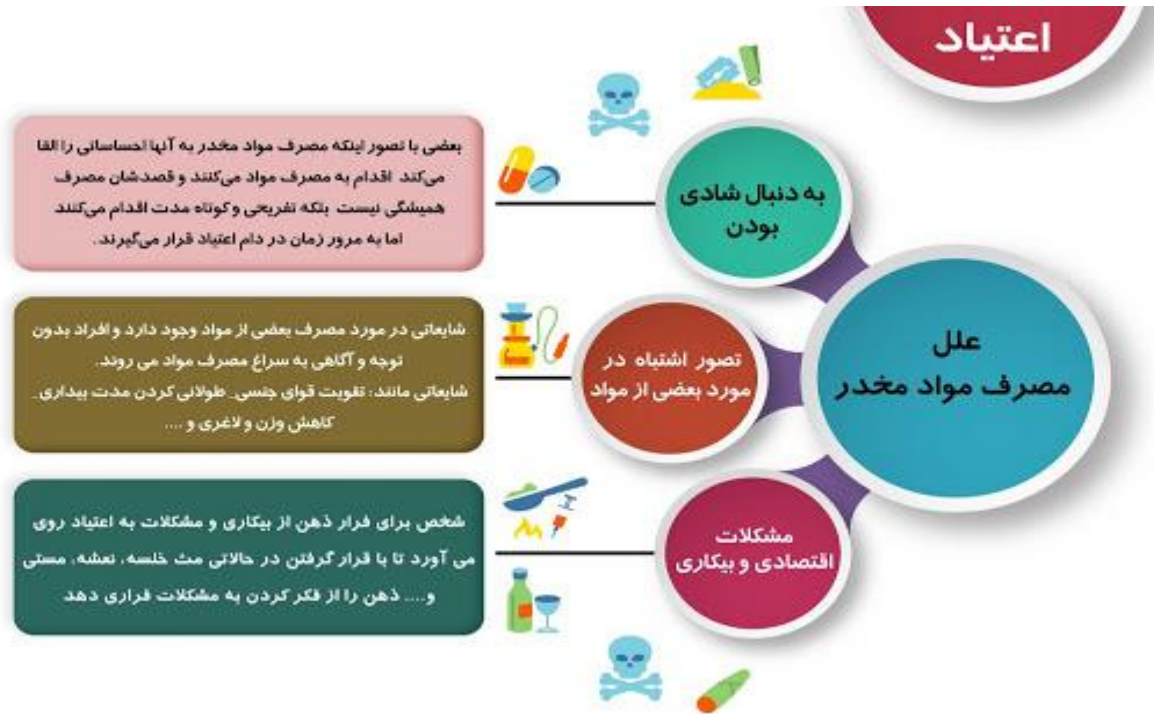 اعتیاد
علل
مصرف مواد مخدر
به دنبال شادی
بودن
بعضی با تصور اینکه مصرف مواد مخدر به آنها احساساتی را القا
می‌کند اقدام به مصرف مواد می‌کنند و قصدشان مصرف
همیشگی نیست بلکه تفریحی و کوتاه مدت اقدام می‌کنند
اما به مرور زمان در دام اعتیاد قرار می‌گیرند.
تصور اشتباه در
مورد بعضی از مواد
شایعاتی در مورد مصرف بعضی از مواد وجود دارد و افراد بدون
توجه و آگاهی به سراغ مصرف مواد می روند.
شایعاتی مانند: تقویت قوای جنسی_ طولانی کردن مدت بیداری_
کاهش وزن و لاغری و ....
مشکلات
اقتصادی و بیکاری
شخص برای فرار ذهن از بیکاری و مشکلات به اعتیاد روی
می آورد تا با قرار گرفتن در حالاتی مث خلسه، نعشه، مستی
و.... ذهن را از فکر کردن به مشکلات فراری دهد